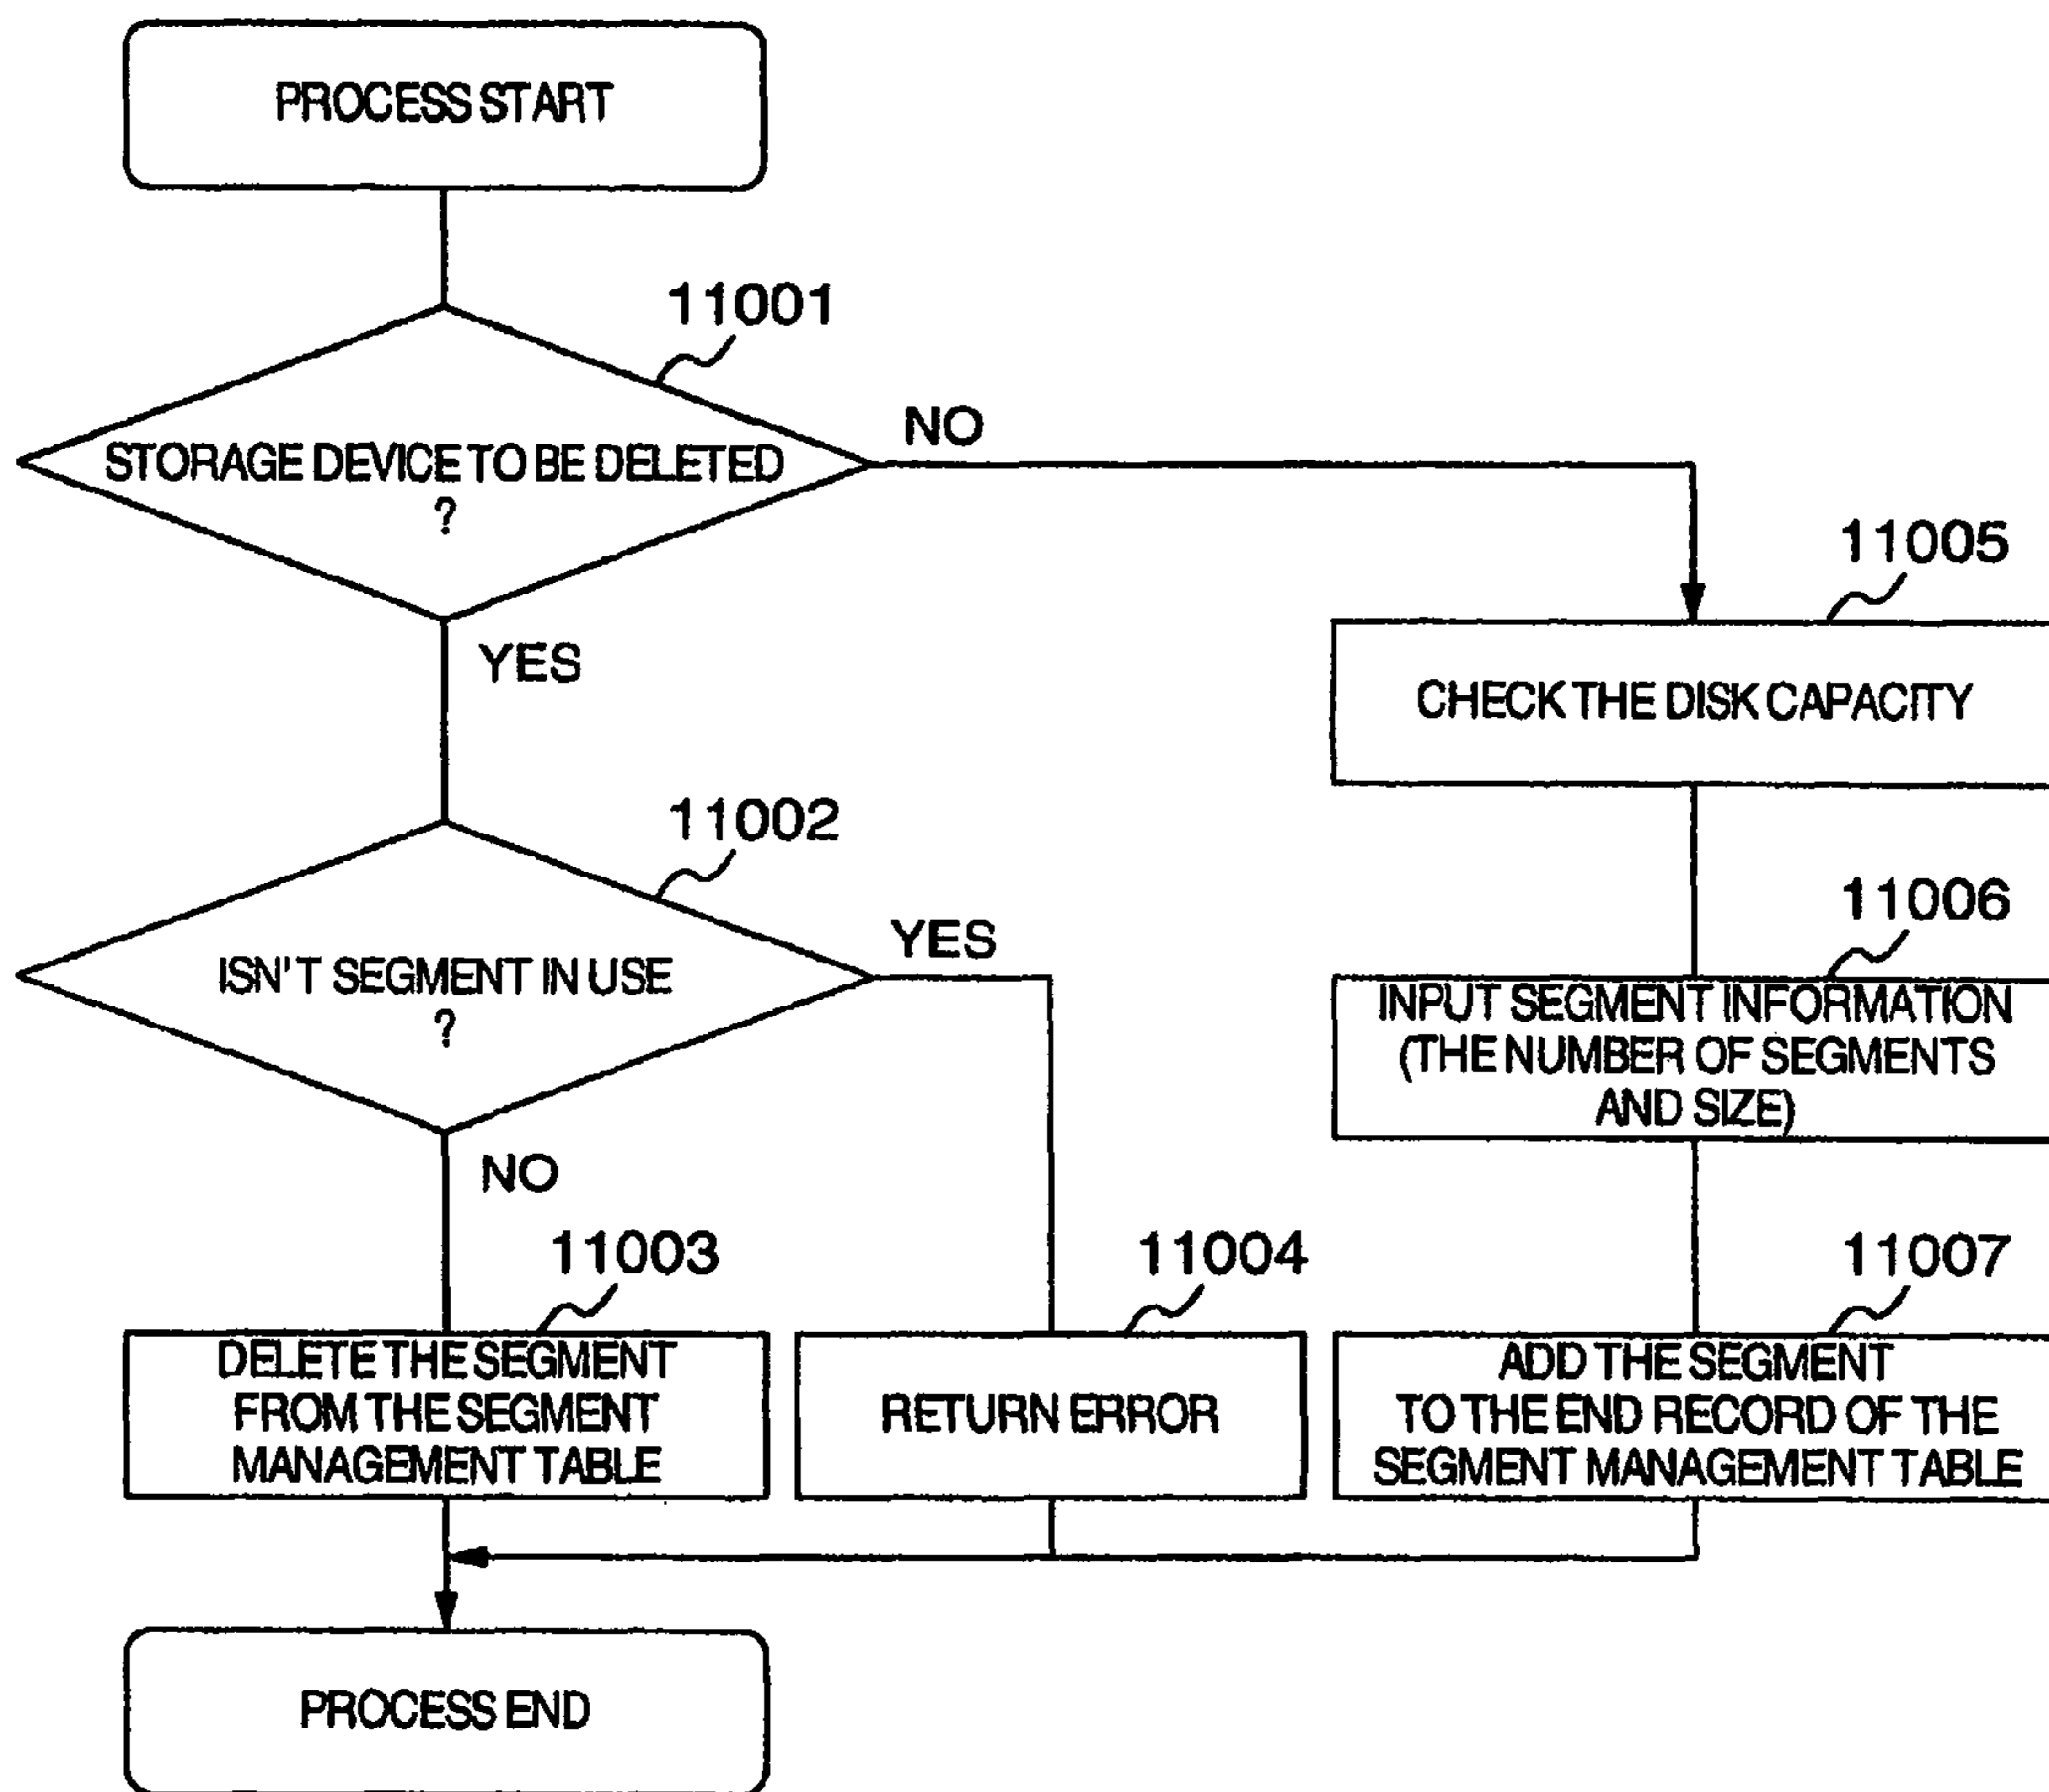 PROCESS START
11001
STORAGE DEVICE TO BE DELETED
?
NO
YES
11005
CHECK THE DISK CAPACITY
11002
ISN'T SEGMENT IN USE
?
YES
NO
11006
INPUT SEGMENT INFORMATION
(THE NUMBER OF SEGMENTS
AND SIZE)
11003
DELETE THE SEGMENT
FROM THE SEGMENT
MANAGEMENT TABLE
11004
RETURN ERROR
11007
ADD THE SEGMENT
TO THE END RECORD OF THE
SEGMENT MANAGEMENT TABLE
PROCESS END